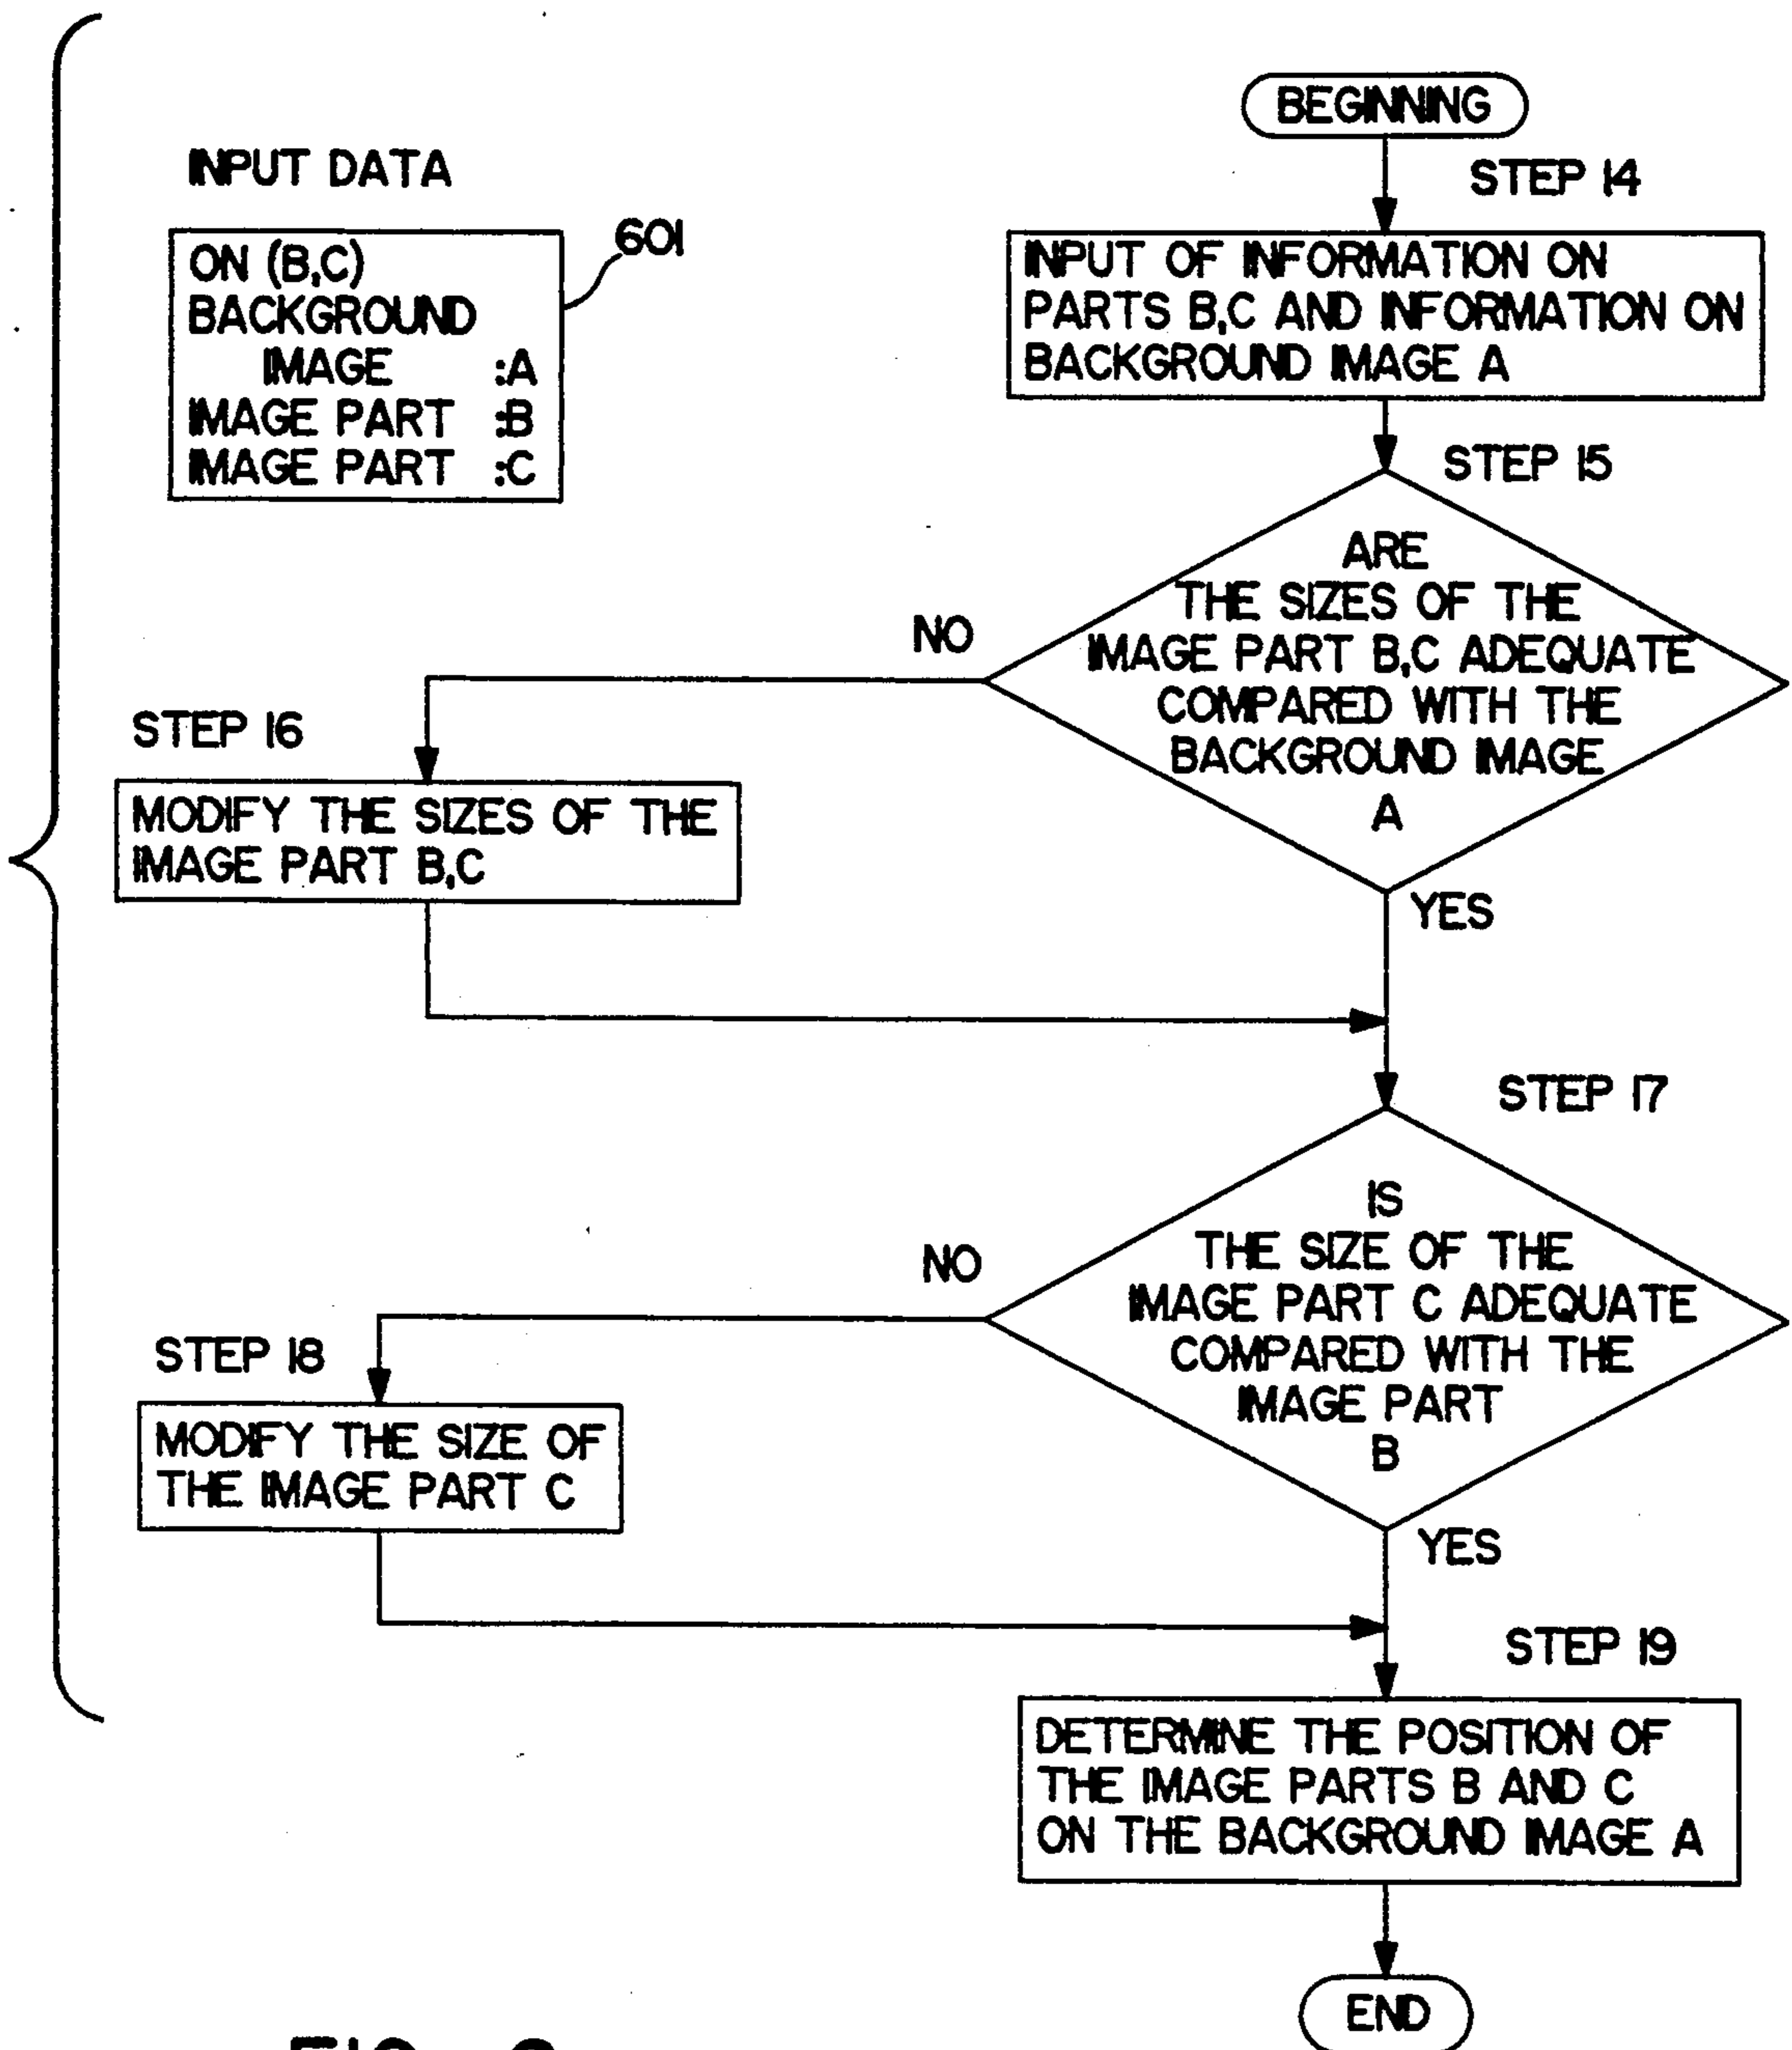 BEGINNING
INPUT DATA
STEP 14
601
ON (B,C)
BACKGROUND
IMAGE :A
IMAGE PART :B
IMAGE PART :C
INPUT OF INFORMATION ON
PARTS B,C AND INFORMATION ON
BACKGROUND IMAGE A
STEP 15
ARE
THE SIZES OF THE
IMAGE PART B,C ADEQUATE
COMPARED WITH THE
BACKGROUND IMAGE
A
NO
STEP 16
MODIFY THE SIZES OF THE
IMAGE PART B,C
YES
STEP 17
IS
THE SIZE OF THE
IMAGE PART C ADEQUATE
COMPARED WITH THE
IMAGE PART
B
NO
STEP 18
MODIFY THE SIZE OF
THE IMAGE PART C
YES
STEP 19
DETERMINE THE POSITION OF
THE IMAGE PARTS B AND C
ON THE BACKGROUND IMAGE A
END